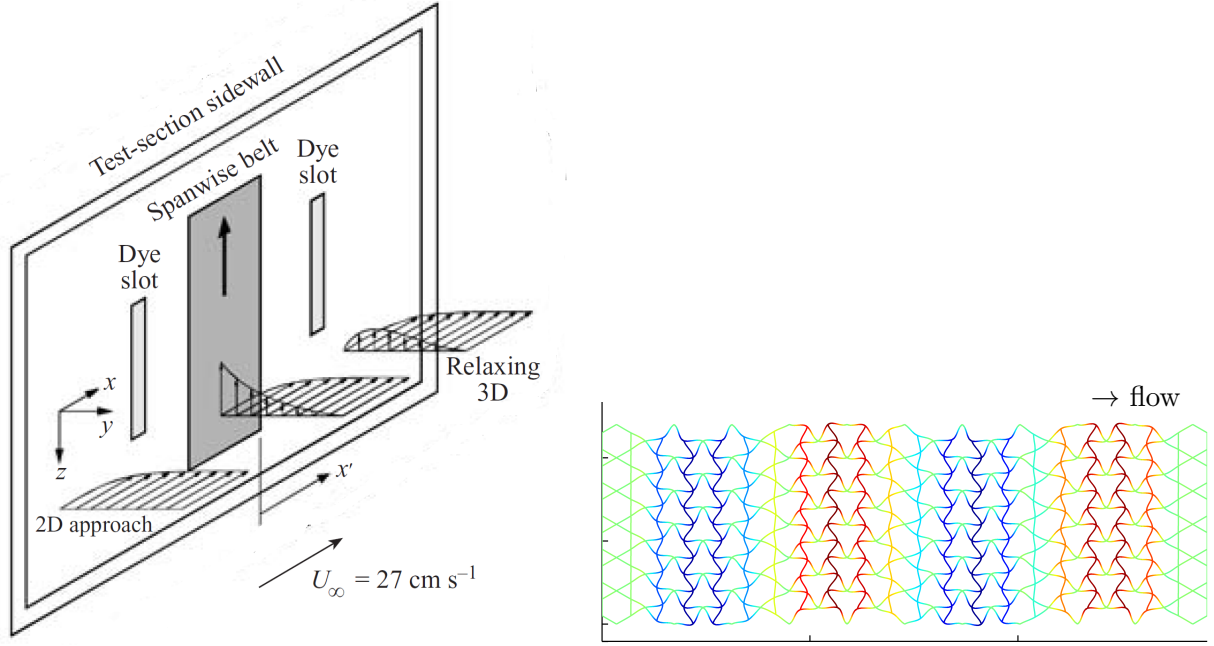 Test-section sidewall
Spanwise belt
Dye
slot
Dye
slot
x
y
z
Relaxing
3D
x′
2D approach
U∞ = 27 cm s⁻¹
→ flow